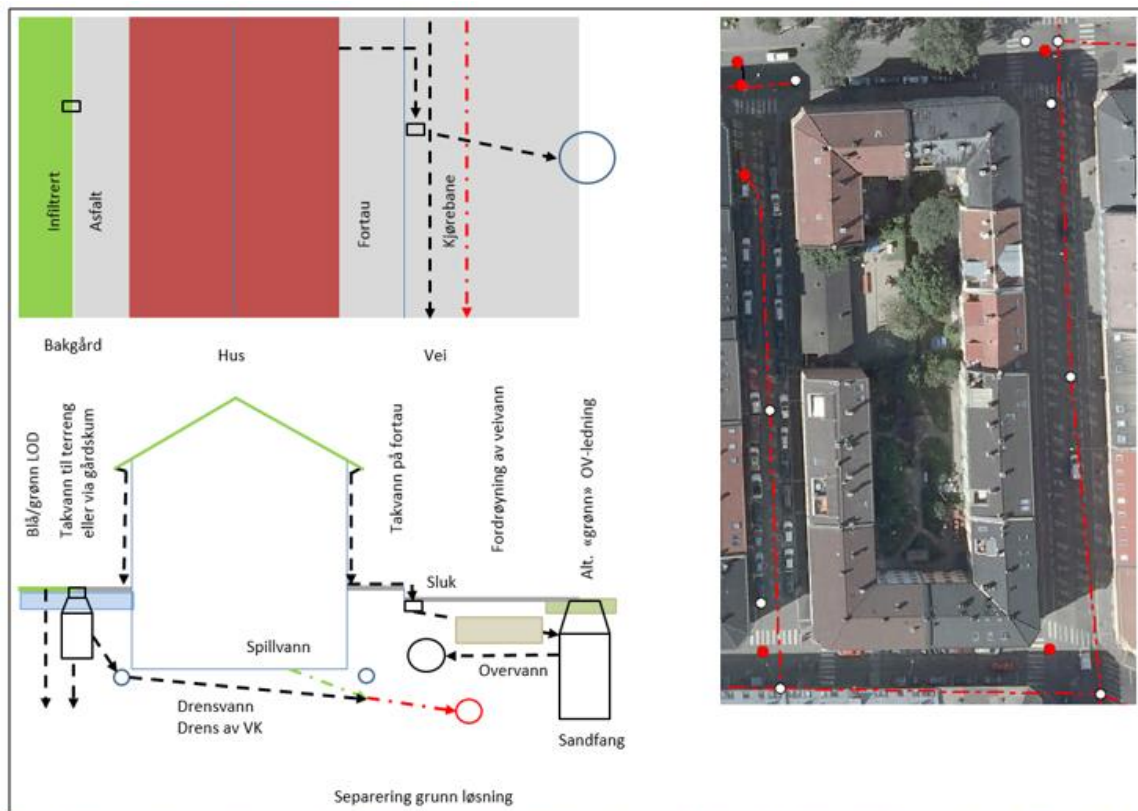 Infiltrert
Asfalt
Fortau
Kjørebane
Bakgård
Hus
Vei
Blå/grønn LOD
Takvann til terreng
eller via gårdskum
Takvann på fortau
Fordrøyning av veivann
Alt. «grønn» OV-ledning
Sluk
Spillvann
Overvann
Drensvann
Drens av VK
Sandfang
Separering grunn løsning